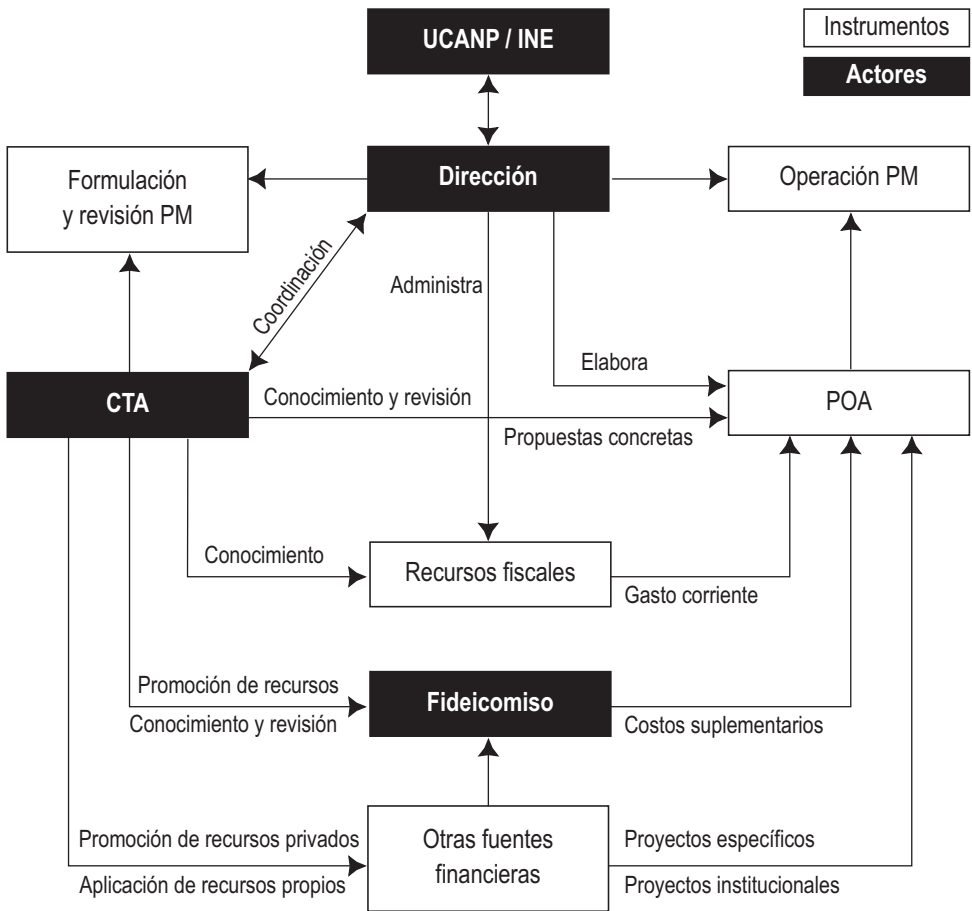 UCANP / INE
Instrumentos
Actores
Formulación
y revisión PM
Dirección
Operación PM
Coordinación
Administra
Elabora
CTA
Conocimiento y revisión
Propuestas concretas
POA
Conocimiento
Recursos fiscales
Gasto corriente
Promoción de recursos
Conocimiento y revisión
Fideicomiso
Costos suplementarios
Promoción de recursos privados
Aplicación de recursos propios
Otras fuentes
financieras
Proyectos específicos
Proyectos institucionales